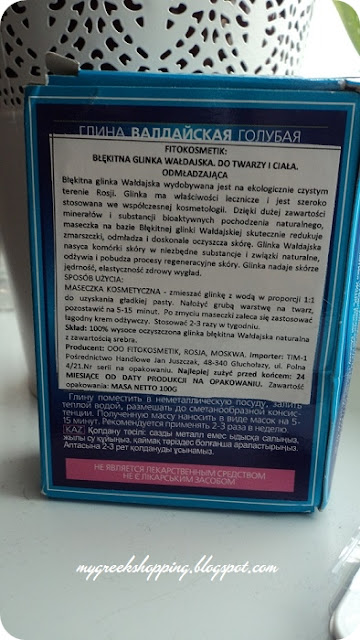 ГЛИНА ВАЛДАЙСКАЯ ГОЛУБАЯ
FITOKOSMETIK:
BŁĘKITNA GLINKA WAŁDAJSKA. DO TWARZY I CIAŁA.
ODMŁADZAJĄCA
Błękitna glinka Wałdajska wydobywana jest na ekologicznie czystym
terenie Rosji. Glinka ma właściwości lecznicze i jest szeroko
stosowana we współczesnej kosmetologii. Dzięki dużej zawartości
minerałów i substancji bioaktywnych pochodzenia naturalnego,
maseczka na bazie Błękitnej glinki Wałdajskiej skutecznie redukuje
zmarszczki, odmładza i doskonale oczyszcza skórę. Glinka Wałdajska
nasyca komórki skóry w niezbędne substancje i związki naturalne,
odżywia i pobudza procesy regeneracyjne skóry. Glinka nadaje skórze
jędrność, elastyczność zdrowy wygląd.
SPOSÓB UŻYCIA:
MASECZKA KOSMETYCZNA - zmieszać glinkę z wodą w proporcji 1:1
do uzyskania gładkiej pasty. Nałożyć grubą warstwę na twarz,
pozostawić na 5-15 minut. Po zmyciu maseczki zaleca się zastosować
łagodny krem odżywczy. Stosować 2-3 razy w tygodniu.
Skład: 100% wysoce oczyszczona glinka błękitna Wałdajska naturalna
z zawartością srebra.
Producent: OOO FITOKOSMETIK, ROSJA, MOSKWA. Importer: TIM-1
Pośrednictwo Handlowe Jan Juszczak, 48-340 Głuchołazy, ul. Polna
4/21.Nr serii na opakowaniu. Najlepiej zużyć przed końcem: 24
MIESIĄCE OD DATY PRODUKCJI NA OPAKOWANIU. Zawartość
opakowania: MASA NETTO 100G
Глину поместить в неметаллическую посуду, залить
теплой водой, размешать до сметанообразной консис-
тенции. Полученную массу наносить в виде масок на 5-
15 минут. Рекомендуется применять 2-3 раза в неделю.
KAZ Қолдану тәсілі: сазды металл емес ыдысқа салыңыз,
жылы су құйыңыз, қаймақ тәріздес болғанша араластырыңыз.
Аптасына 2-3 рет қолдануды ұсынамыз.
НЕ ЯВЛЯЕТСЯ ЛЕКАРСТВЕННЫМ СРЕДСТВОМ
НЕ Є ЛІКАРСЬКИМ ЗАСОБОМ
mygreekshopping.blogspot.com